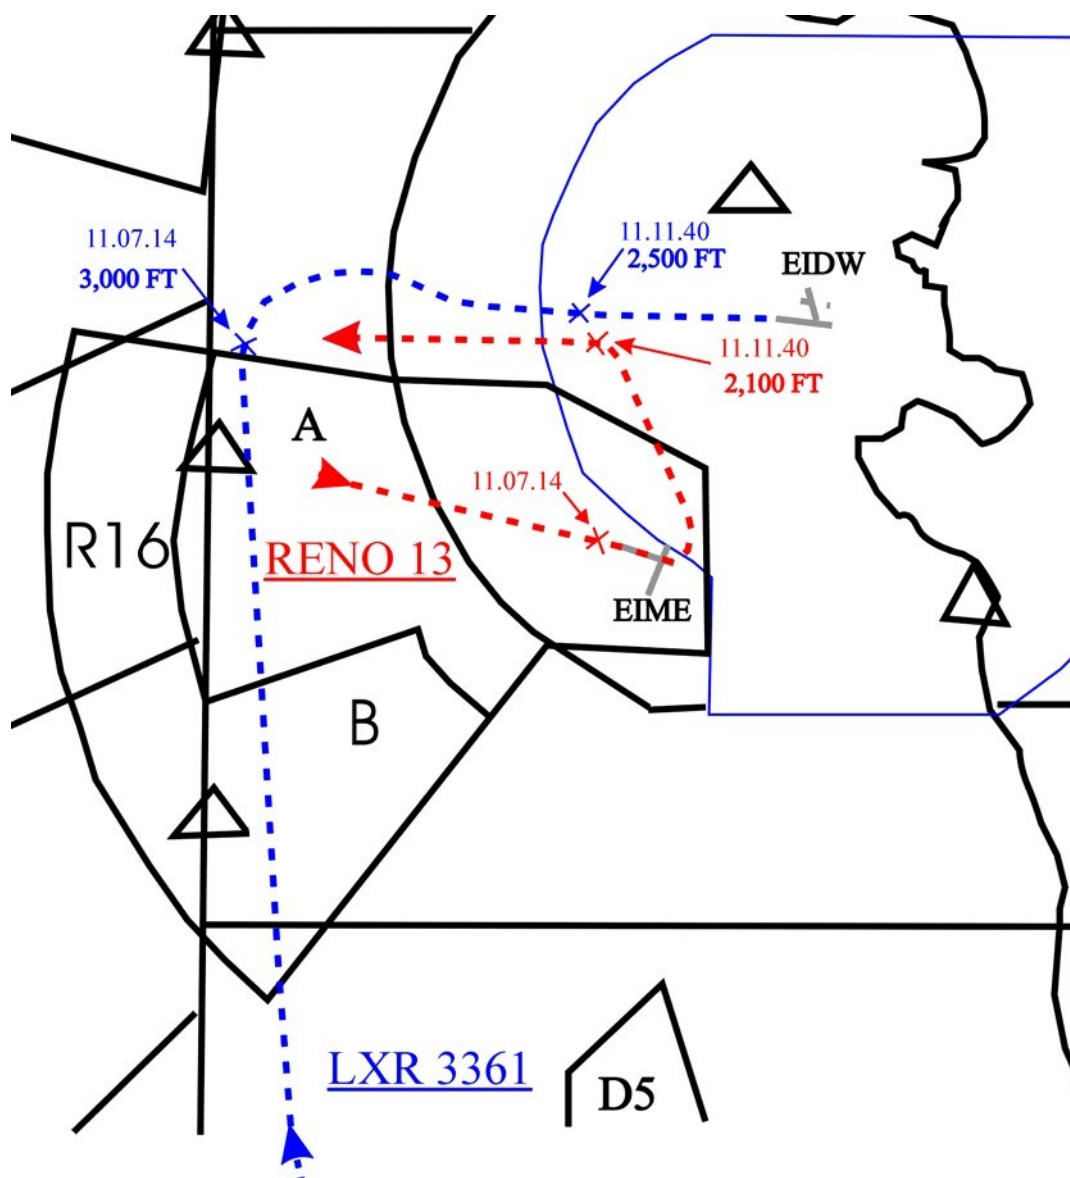 11.07.14
3,000 FT
11.11.40
2,500 FT
EIDW
11.11.40
2,100 FT
A
11.07.14
R16
RENO 13
EIME
B
LXR 3361
D5